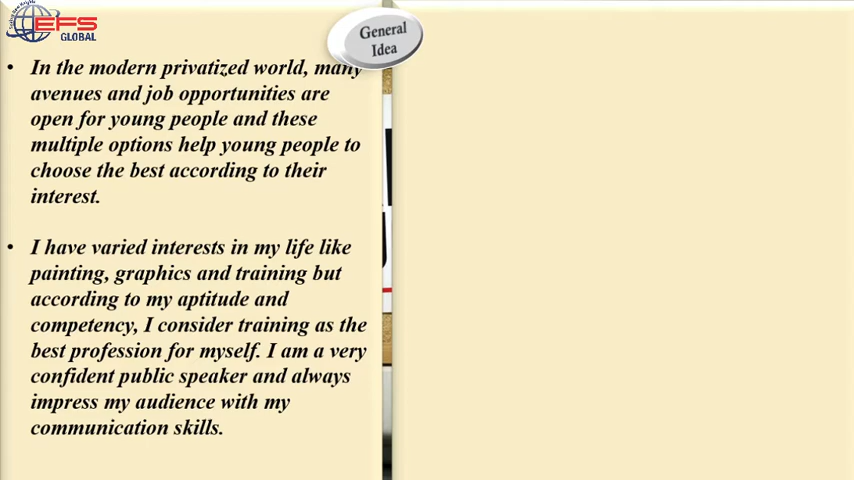 EFS
GLOBAL
General
Idea
• In the modern privatized world, many
avenues and job opportunities are
open for young people and these
multiple options help young people to
choose the best according to their
interest.
• I have varied interests in my life like
painting, graphics and training but
according to my aptitude and
competency, I consider training as the
best profession for myself. I am a very
confident public speaker and always
impress my audience with my
communication skills.